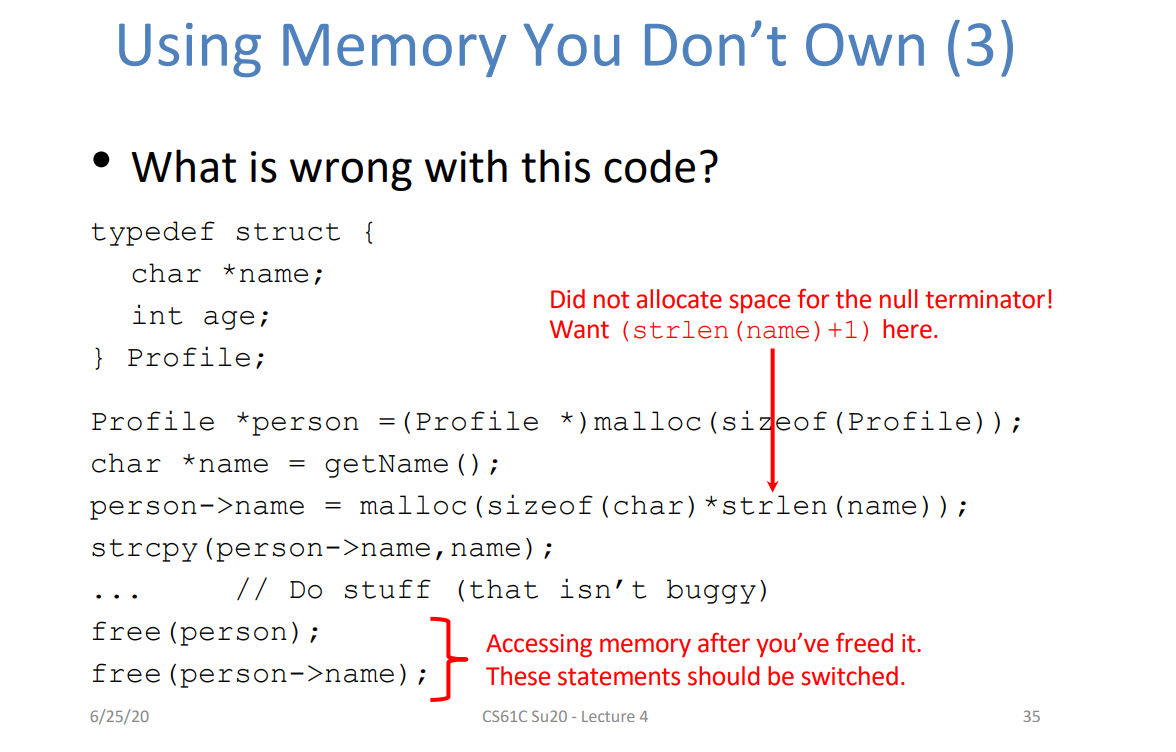 Using Memory You Don’t Own (3)
• What is wrong with this code?
typedef struct {
char *name;
int age;
} Profile;
Did not allocate space for the null terminator!
Want (strlen(name)+1) here.
Profile *person =(Profile *)malloc(sizeof(Profile));
char *name = getName();
person->name = malloc(sizeof(char)*strlen(name));
strcpy(person->name,name);
... // Do stuff (that isn’t buggy)
free(person);
free(person->name);
Accessing memory after you’ve freed it.
These statements should be switched.
6/25/20 CS61C Su20 - Lecture 4 35